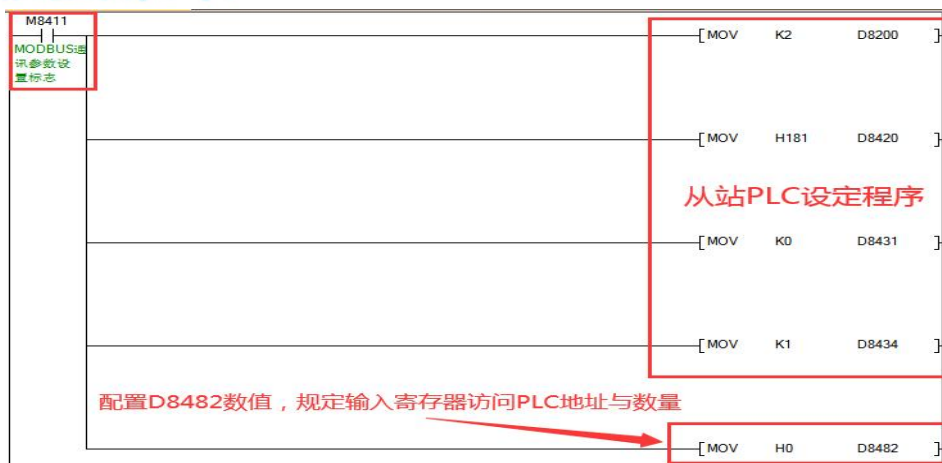 M8411
MODBUS通
讯参数设
置标志
[ MOV K2 D8200 ]
[ MOV H181 D8420 ]
从站PLC设定程序
[ MOV K0 D8431 ]
[ MOV K1 D8434 ]
配置D8482数值，规定输入寄存器访问PLC地址与数量
[ MOV H0 D8482 ]